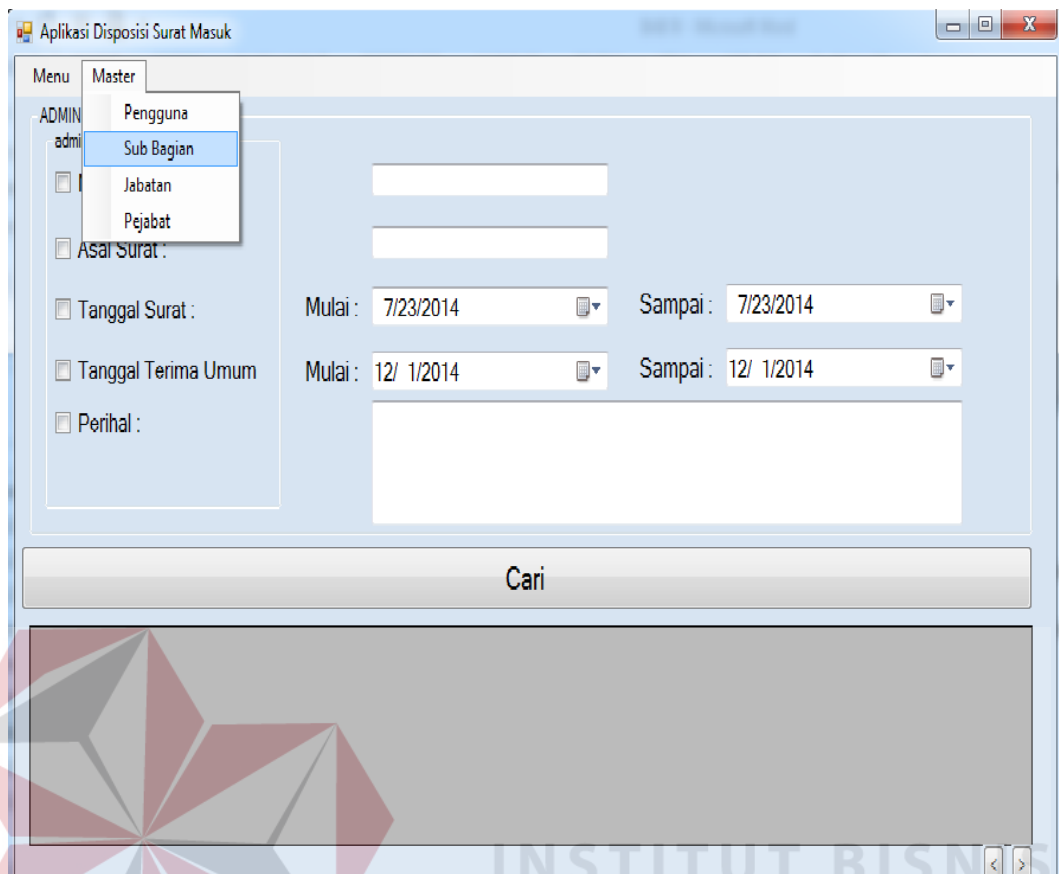 Aplikasi Disposisi Surat Masuk
Menu Master
Pengguna
ADMIN
admi
Sub Bagian
Jabatan
Pejabat
Asal Surat :
Tanggal Surat : Mulai : 7/23/2014 Sampai : 7/23/2014
Tanggal Terima Umum Mulai : 12/ 1/2014 Sampai : 12/ 1/2014
Perihal :
Cari
INSTITUT BISNIS